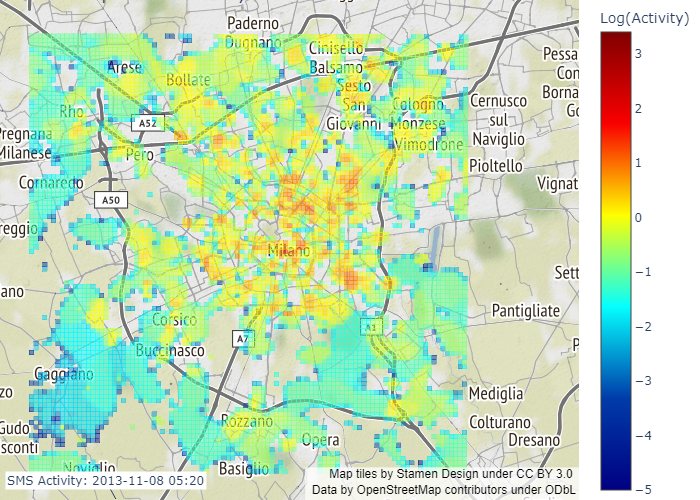 Log(Activity)
3
2
1
0
−1
−2
−3
−4
−5
Paderno
Dugnano
Cinisello
Balsamo
Sesto
San
Giovanni
Arese
Bollate
Rho
A52
Pero
Pregnana
Milanese
Cornaredo
A50
reggio
Cologno
Monzese
Vimodrone
Cernusco
sul
Naviglio
Pioltello
Pessa
Con
Borna
Go
Vignat
Milano
Sett
ano
Pantigliate
Corsico
A7
A1
Buccinasco
Gaggiano
P
zo
Gudo
sconti
Mediglia
Colturano
Dresano
Rozzano
Opera
Noviglio
Basiglio
SMS Activity: 2013-11-08 05:20
Map tiles by Stamen Design under CC BY 3.0
Data by OpenStreetMap contributors under ODbL